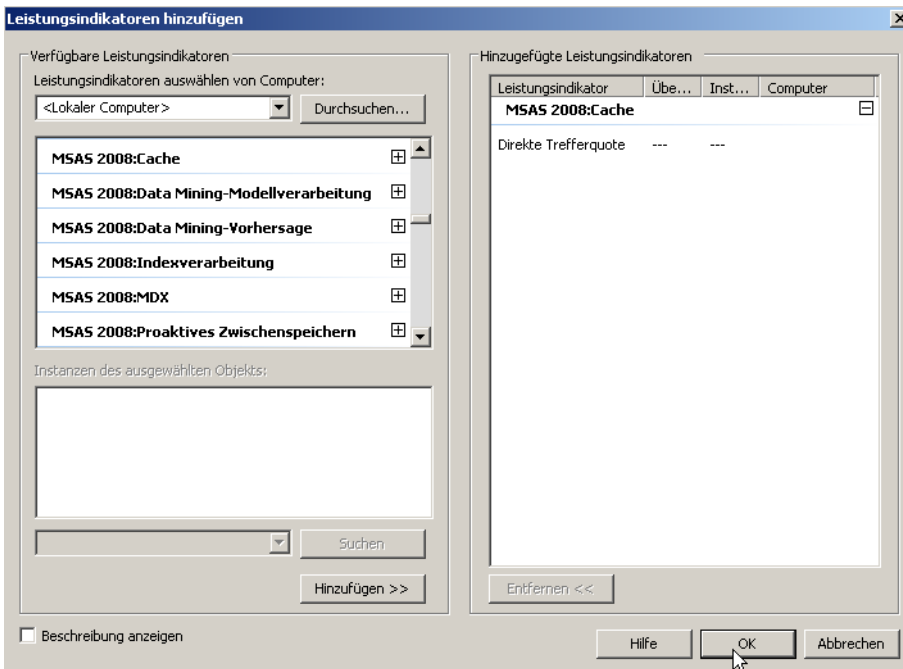 Leistungsindikatoren hinzufügen
Verfügbare Leistungsindikatoren
Leistungsindikatoren auswählen von Computer:
<Lokaler Computer>
Durchsuchen...
MSAS 2008:Cache
MSAS 2008:Data Mining-Modellverarbeitung
MSAS 2008:Data Mining-Vorhersage
MSAS 2008:Indexverarbeitung
MSAS 2008:MDX
MSAS 2008:Proaktives Zwischenspeichern
Instanzen des ausgewählten Objekts:
Suchen
Hinzufügen >>
Hinzugefügte Leistungsindikatoren
Leistungsindikator Übe... Inst... Computer
MSAS 2008:Cache
Direkte Trefferquote --- ---
Entfernen <<
Beschreibung anzeigen
Hilfe OK Abbrechen